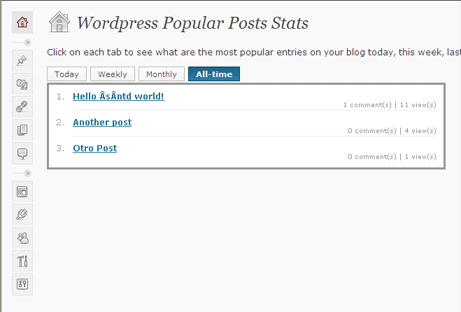 Wordpress Popular Posts Stats
Click on each tab to see what are the most popular entries on your blog today, this week, last
Today Weekly Monthly All-time
1. Hello ÂsÂntd world!
1 comment(s) | 11 view(s)
2. Another post
0 comment(s) | 4 view(s)
3. Otro Post
0 comment(s) | 1 view(s)